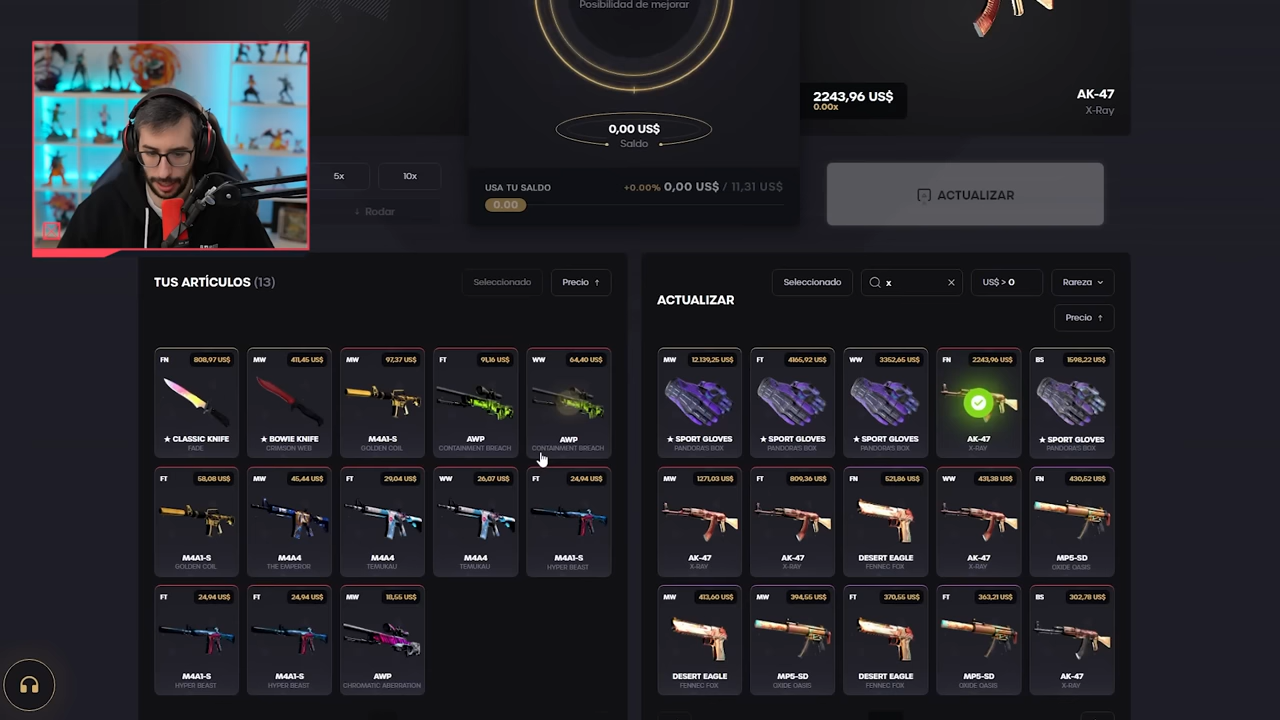 Posibilidad de mejorar
0,00 US$
Saldo
2243,96 US$
0.00x
AK-47
X-Ray
5x
10x
Rodar
USA TU SALDO
+0.00% 0,00 US$ / 11,31 US$
0.00
ACTUALIZAR
TUS ARTÍCULOS (13)
Seleccionado
Precio ↑
FN 808,97 US$
★ CLASSIC KNIFE
FADE
MW 411,45 US$
★ BOWIE KNIFE
CRIMSON WEB
MW 97,37 US$
M4A1-S
GOLDEN COIL
FT 91,16 US$
AWP
CONTAINMENT BREACH
WW 64,40 US$
AWP
CONTAINMENT BREACH
FT 58,08 US$
M4A1-S
GOLDEN COIL
MW 45,44 US$
M4A4
THE EMPEROR
FT 29,04 US$
M4A4
TEMUKAU
WW 26,07 US$
M4A4
TEMUKAU
FT 24,94 US$
M4A1-S
HYPER BEAST
FT 24,94 US$
M4A1-S
HYPER BEAST
FT 24,94 US$
M4A1-S
HYPER BEAST
MW 18,55 US$
AWP
CHROMATIC ABERRATION
ACTUALIZAR
Seleccionado
x
US$ > 0
Rareza
Precio ↑
MW 12.139,25 US$
★ SPORT GLOVES
PANDORA'S BOX
FT 4165,92 US$
★ SPORT GLOVES
PANDORA'S BOX
WW 3352,65 US$
★ SPORT GLOVES
PANDORA'S BOX
FN 2243,96 US$
AK-47
X-RAY
BS 1598,22 US$
★ SPORT GLOVES
PANDORA'S BOX
MW 1271,03 US$
AK-47
X-RAY
FT 809,36 US$
AK-47
X-RAY
FN 521,86 US$
DESERT EAGLE
FENNEC FOX
WW 431,38 US$
AK-47
X-RAY
FN 430,52 US$
MP5-SD
OXIDE OASIS
MW 413,60 US$
DESERT EAGLE
FENNEC FOX
MW 394,55 US$
MP5-SD
OXIDE OASIS
FT 370,55 US$
DESERT EAGLE
FENNEC FOX
FT 363,21 US$
MP5-SD
OXIDE OASIS
BS 302,78 US$
AK-47
X-RAY